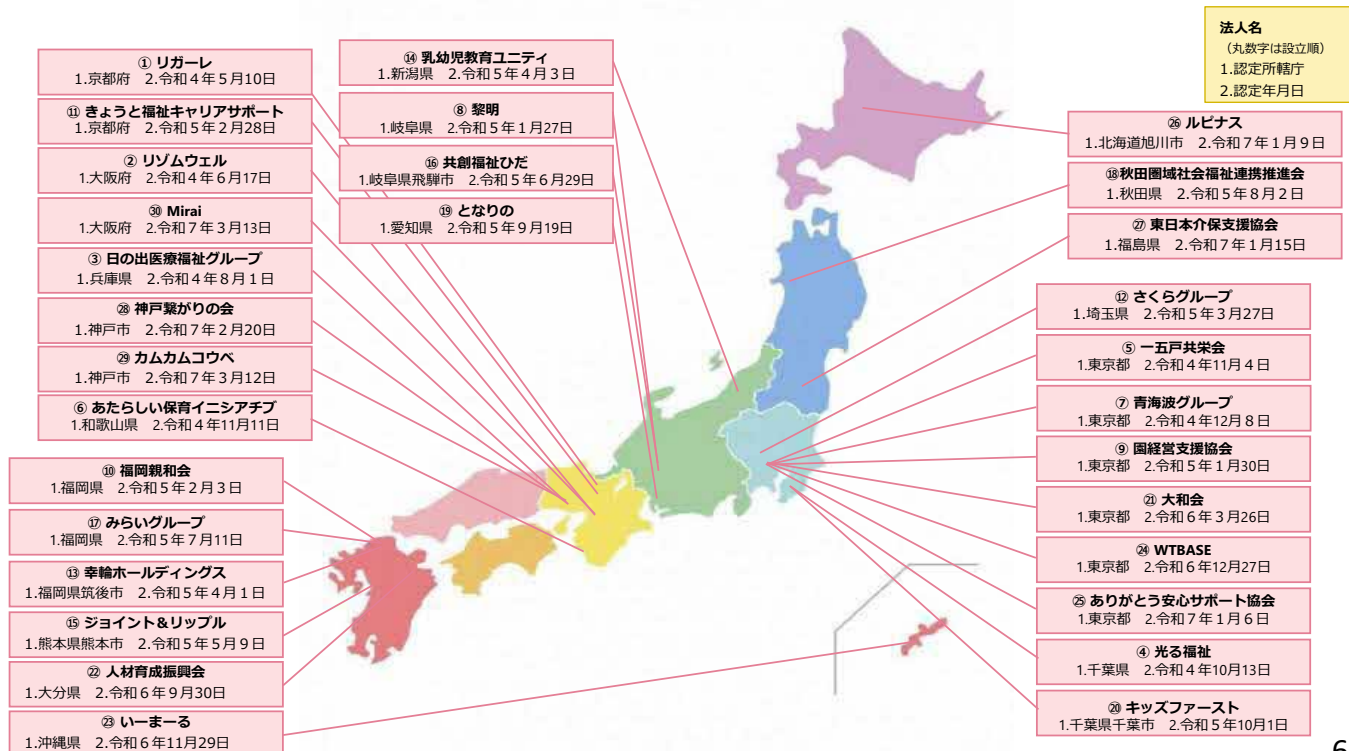 法人名
（丸数字は設立順）
1.認定所轄庁
2.認定年月日
① リガーレ
1.京都府 2.令和４年５月10日
⑪ きょうと福祉キャリアサポート
1.京都府 2.令和５年２月28日
② リゾムウェル
1.大阪府 2.令和４年６月17日
㉚ Mirai
1.大阪府 2.令和７年３月13日
③ 日の出医療福祉グループ
1.兵庫県 2.令和４年８月１日
㉘ 神戸繋がりの会
1.神戸市 2.令和７年２月20日
㉙ カムカムコウベ
1.神戸市 2.令和７年３月12日
⑥ あたらしい保育イニシアチブ
1.和歌山県 2.令和４年11月11日
⑩ 福岡親和会
1.福岡県 2.令和５年２月３日
⑰ みらいグループ
1.福岡県 2.令和５年７月11日
⑬ 幸輪ホールディングス
1.福岡県筑後市 2.令和５年４月１日
⑮ ジョイント＆リップル
1.熊本県熊本市 2.令和５年５月９日
㉒ 人材育成振興会
1.大分県 2.令和６年９月30日
㉓ いーまーる
1.沖縄県 2.令和６年11月29日
⑭ 乳幼児教育ユニティ
1.新潟県 2.令和５年４月３日
⑧ 黎明
1.岐阜県 2.令和５年１月27日
⑯ 共創福祉ひだ
1.岐阜県飛騨市 2.令和５年６月29日
⑲ となりの
1.愛知県 2.令和５年９月19日
㉖ ルピナス
1.北海道旭川市 2.令和７年１月９日
⑱秋田圏域社会福祉連携推進会
1.秋田県 2.令和５年８月２日
㉗ 東日本介保支援協会
1.福島県 2.令和７年１月15日
⑫ さくらグループ
1.埼玉県 2.令和５年３月27日
⑤ 一五戸共栄会
1.東京都 2.令和４年11月４日
⑦ 青海波グループ
1.東京都 2.令和４年12月８日
⑨ 園経営支援協会
1.東京都 2.令和５年１月30日
㉑ 大和会
1.東京都 2.令和６年３月26日
㉔ WTBASE
1.東京都 2.令和６年12月27日
㉕ ありがとう安心サポート協会
1.東京都 2.令和７年１月６日
④ 光る福祉
1.千葉県 2.令和４年10月13日
⑳ キッズファースト
1.千葉県千葉市 2.令和５年10月1日
6